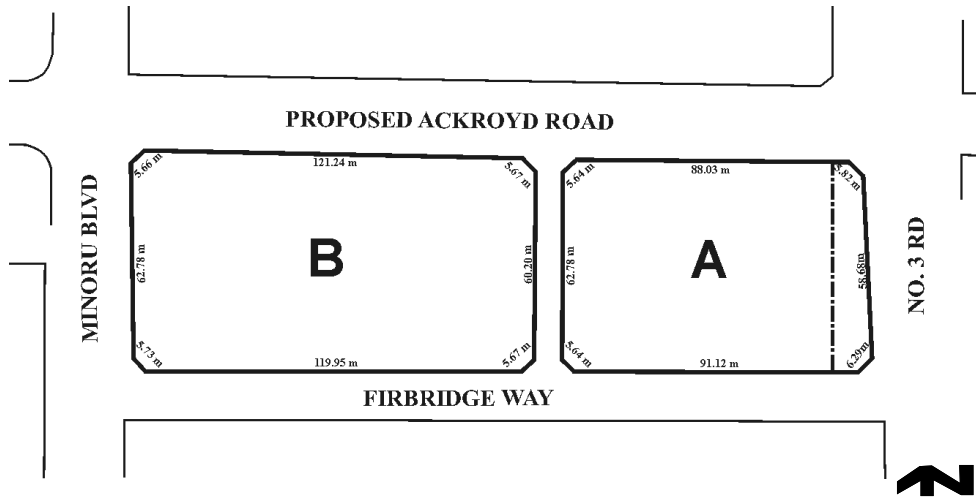 PROPOSED ACKROYD ROAD
5.66 m
121.24 m
5.67 m
5.64 m
88.03 m
5.82 m
MINORU BLVD
62.78 m
B
60.20 m
62.78 m
A
58.68m
NO. 3 RD
5.73 m
119.95 m
5.67 m
5.64 m
91.12 m
6.29m
FIRBRIDGE WAY
N